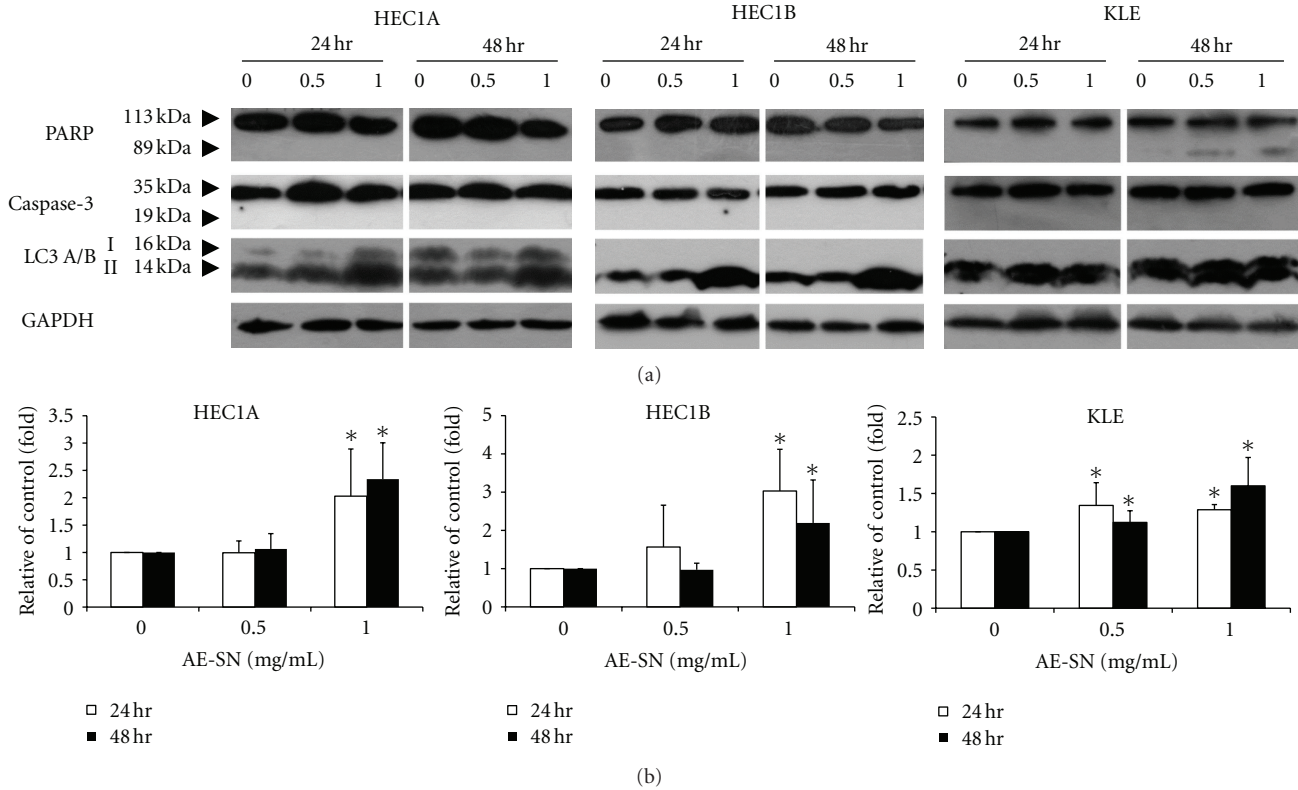 HEC1A HEC1B KLE
24 hr 48 hr 24 hr 48 hr 24 hr 48 hr
0 0.5 1 0 0.5 1 0 0.5 1 0 0.5 1 0 0.5 1 0 0.5 1
PARP 113 kDa
89 kDa
Caspase-3 35 kDa
19 kDa
LC3 A/B I 16 kDa
II 14 kDa
GAPDH
(a)
HEC1A
Relative of control (fold)
3.5
3
2.5
2
1.5
1
0.5
0
* *
0 0.5 1
AE-SN (mg/mL)
24 hr
48 hr
HEC1B
Relative of control (fold)
5
4
3
2
1
0
* *
0 0.5 1
AE-SN (mg/mL)
24 hr
48 hr
KLE
Relative of control (fold)
2.5
2
1.5
1
0.5
0
* * * *
0 0.5 1
AE-SN (mg/mL)
24 hr
48 hr
(b)